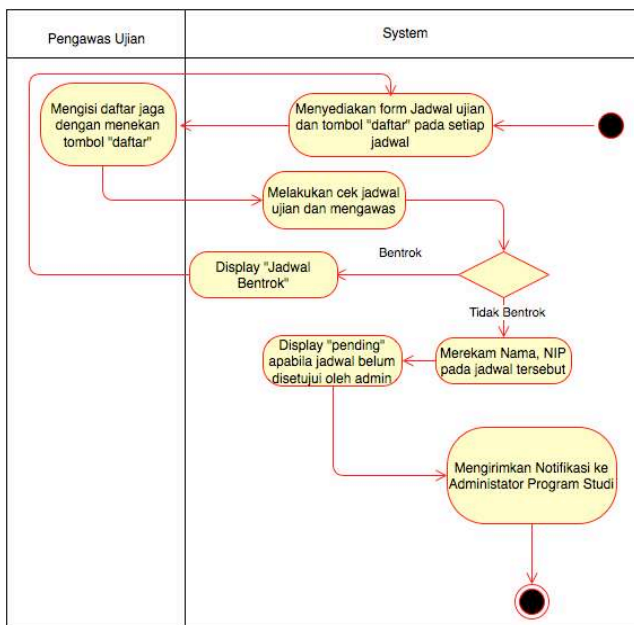 Pengawas Ujian
System
Mengisi daftar jaga
dengan menekan
tombol "daftar"
Menyediakan form Jadwal ujian
dan tombol "daftar" pada setiap
jadwal
Melakukan cek jadwal
ujian dan mengawas
Bentrok
Display "Jadwal
Bentrok"
Tidak Bentrok
Display "pending"
apabila jadwal belum
disetujui oleh admin
Merekam Nama, NIP
pada jadwal tersebut
Mengirimkan Notifikasi ke
Administator Program Studi